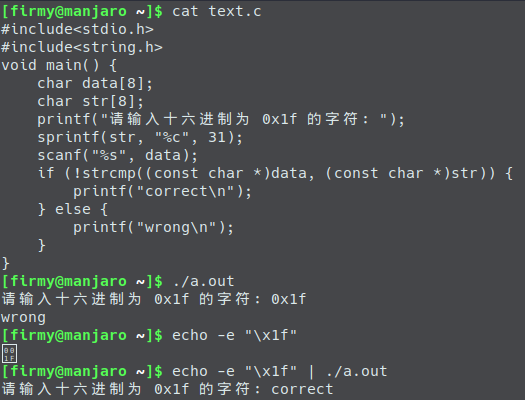 [firmy@manjaro ~]$ cat text.c
#include<stdio.h>
#include<string.h>
void main() {
    char data[8];
    char str[8];
    printf("请输入十六进制为 0x1f 的字符: ");
    sprintf(str, "%c", 31);
    scanf("%s", data);
    if (!strcmp((const char *)data, (const char *)str)) {
        printf("correct\n");
    } else {
        printf("wrong\n");
    }
}
[firmy@manjaro ~]$ ./a.out
请输入十六进制为 0x1f 的字符: 0x1f
wrong
[firmy@manjaro ~]$ echo -e "\x1f"
001F
[firmy@manjaro ~]$ echo -e "\x1f" | ./a.out
请输入十六进制为 0x1f 的字符: correct